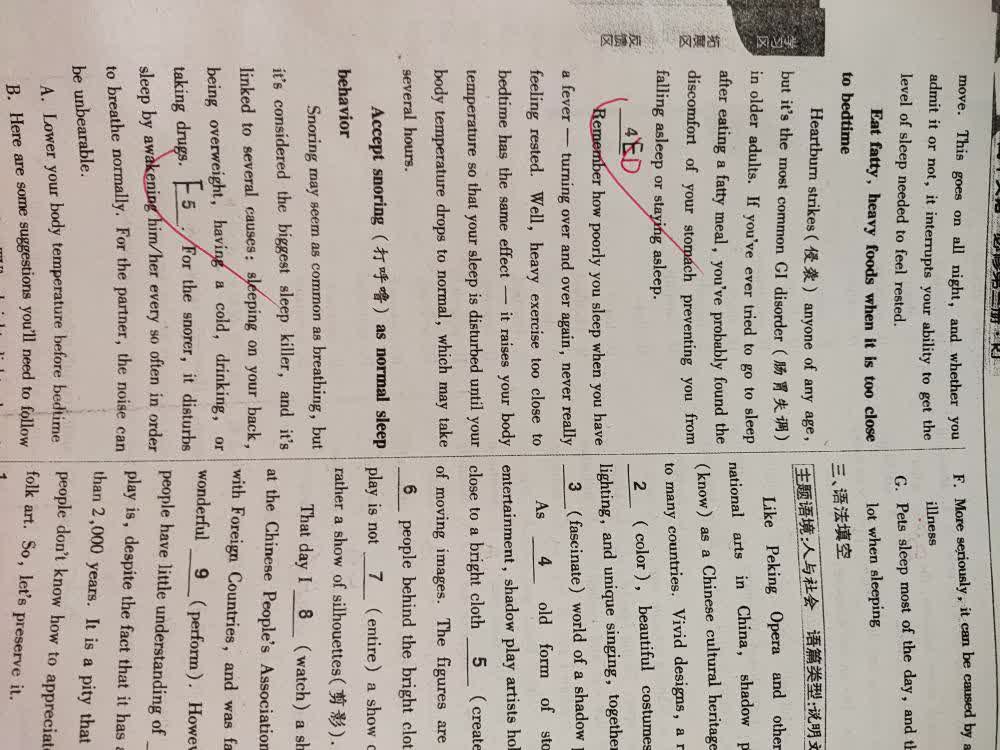 学习区
拓展区
反馈区
move. This goes on all night, and whether you
admit it or not, it interrupts your ability to get the
level of sleep needed to feel rested.
Eat fatty, heavy foods when it is too close
to bedtime
Heartburn strikes(侵袭) anyone of any age,
but it's the most common GI disorder (肠胃失调)
in older adults. If you've ever tried to go to sleep
after eating a fatty meal, you've probably found the
discomfort of your stomach preventing you from
falling asleep or staying asleep.
4 D
Remember how poorly you sleep when you have
a fever — turning over and over again, never really
feeling rested. Well, heavy exercise too close to
bedtime has the same effect — it raises your body
temperature so that your sleep is disturbed until your
body temperature drops to normal, which may take
several hours.
Accept snoring (打呼噜) as normal sleep
behavior
Snoring may seem as common as breathing, but
it's considered the biggest sleep killer, and it's
linked to several causes: sleeping on your back,
being overweight, having a cold, drinking, or
taking drugs. 5 . For the snorer, it disturbs
sleep by awakening him/her every so often in order
to breathe normally. For the partner, the noise can
be unbearable.
A. Lower your body temperature before bedtime
B. Here are some suggestions you'll need to follow
F. More seriously, it can be caused by a
illness
G. Pets sleep most of the day, and
lot when sleeping
三、语法填空
主题语境:人与社会 语篇类型:说明文
Like Peking Opera and other
national arts in China, shadow p
(know) as a Chinese cultural heritage
to many countries. Vivid designs, a r
2 (color), beautiful costumes
lighting, and unique singing, together
3 (fascinate) world of a shadow
As 4 old form of sto
entertainment, shadow play artists hol
close to a bright cloth 5 (create
of moving images. The figures are
6 people behind the bright clot
play is not 7 (entire) a show o
rather a show of silhouettes(剪影).
That day I 8 (watch) a sh
at the Chinese People's Association
with Foreign Countries, and was fa
wonderful 9 (perform). Howev
people have little understanding of
play is, despite the fact that it has a
than 2,000 years. It is a pity that
people don't know how to appreciat
folk art. So, let's preserve it.
1.